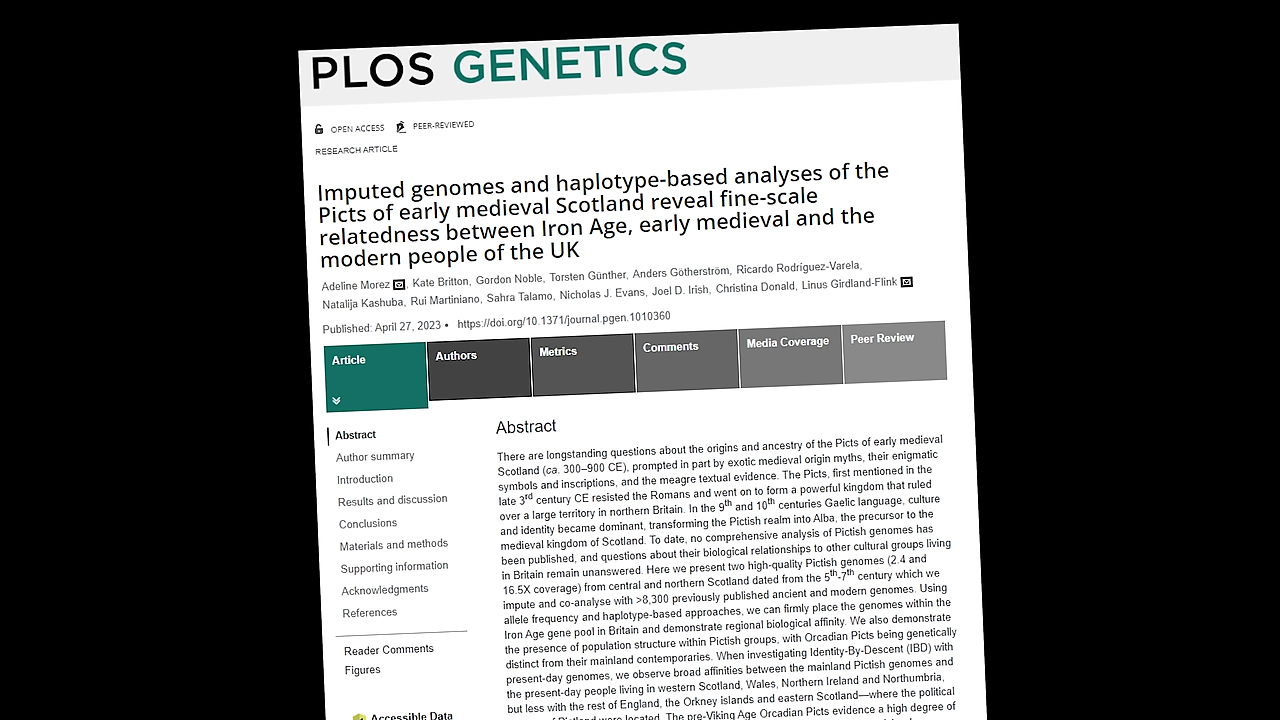 PLOS GENETICS
OPEN ACCESS PEER-REVIEWED
RESEARCH ARTICLE
Imputed genomes and haplotype-based analyses of the
Picts of early medieval Scotland reveal fine-scale
relatedness between Iron Age, early medieval and the
modern people of the UK
Adeline Morez, Kate Britton, Gordon Noble, Torsten Günther, Anders Götherström, Ricardo Rodríguez-Varela,
Natalija Kashuba, Rui Martiniano, Sahra Talamo, Nicholas J. Evans, Joel D. Irish, Christina Donald, Linus Girdland-Flink
Published: April 27, 2023 • https://doi.org/10.1371/journal.pgen.1010360
Article Authors Metrics Comments Media Coverage Peer Review
Abstract
Author summary
Introduction
Results and discussion
Conclusions
Materials and methods
Supporting information
Acknowledgments
References
Reader Comments
Figures
Accessible Data
Abstract
There are longstanding questions about the origins and ancestry of the Picts of early medieval
Scotland (ca. 300–900 CE), prompted in part by exotic medieval origin myths, their enigmatic
symbols and inscriptions, and the meagre textual evidence. The Picts, first mentioned in the
late 3rd century CE resisted the Romans and went on to form a powerful kingdom that ruled
over a large territory in northern Britain. In the 9th and 10th centuries Gaelic language, culture
and identity became dominant, transforming the Pictish realm into Alba, the precursor to the
medieval kingdom of Scotland. To date, no comprehensive analysis of Pictish genomes has
been published, and questions about their biological relationships to other cultural groups living
in Britain remain unanswered. Here we present two high-quality Pictish genomes (2.4 and
16.5X coverage) from central and northern Scotland dated from the 5th-7th century which we
impute and co-analyse with >8,300 previously published ancient and modern genomes. Using
allele frequency and haplotype-based approaches, we can firmly place the genomes within the
Iron Age gene pool in Britain and demonstrate regional biological affinity. We also demonstrate
the presence of population structure within Pictish groups, with Orcadian Picts being genetically
distinct from their mainland contemporaries. When investigating Identity-By-Descent (IBD) with
present-day genomes, we observe broad affinities between the mainland Pictish genomes and
the present-day people living in western Scotland, Wales, Northern Ireland and Northumbria,
but less with the rest of England, the Orkney islands and eastern Scotland—where the political
of Pictland were located. The pre-Viking Age Orcadian Picts evidence a high degree of